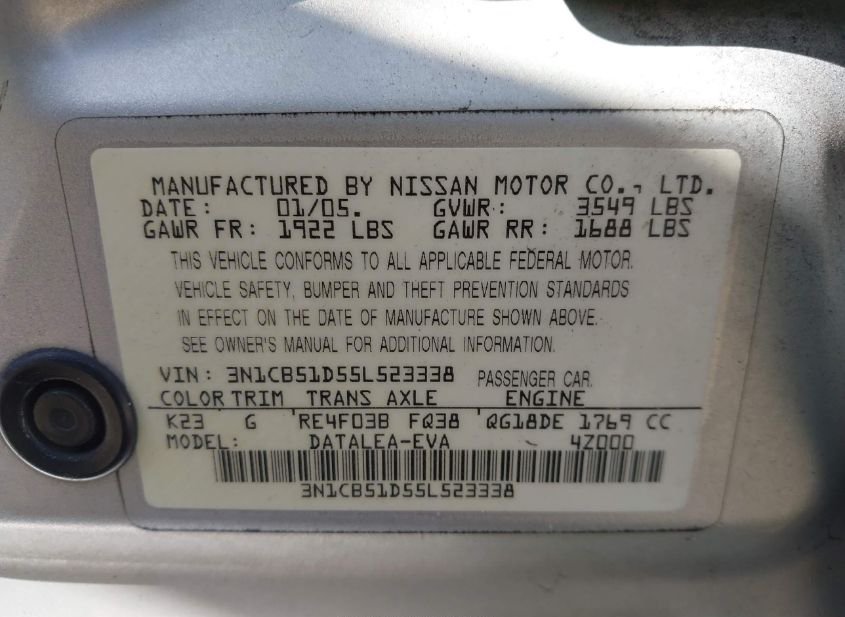 MANUFACTURED BY NISSAN MOTOR CO., LTD.
DATE: 01/05. GVWR: 3549 LBS
GAWR FR: 1922 LBS GAWR RR: 1688 LBS
THIS VEHICLE CONFORMS TO ALL APPLICABLE FEDERAL MOTOR.
VEHICLE SAFETY, BUMPER AND THEFT PREVENTION STANDARDS
IN EFFECT ON THE DATE OF MANUFACTURE SHOWN ABOVE.
SEE OWNER'S MANUAL FOR ADDITIONAL INFORMATION.
VIN: 3N1CB51D55L523338 PASSENGER CAR.
COLOR TRIM TRANS AXLE ENGINE
K23 G RE4F03B FQ38 QG18DE 1769 CC
MODEL: DATALEA-EVA 4Z000
3N1CB51D55L523338